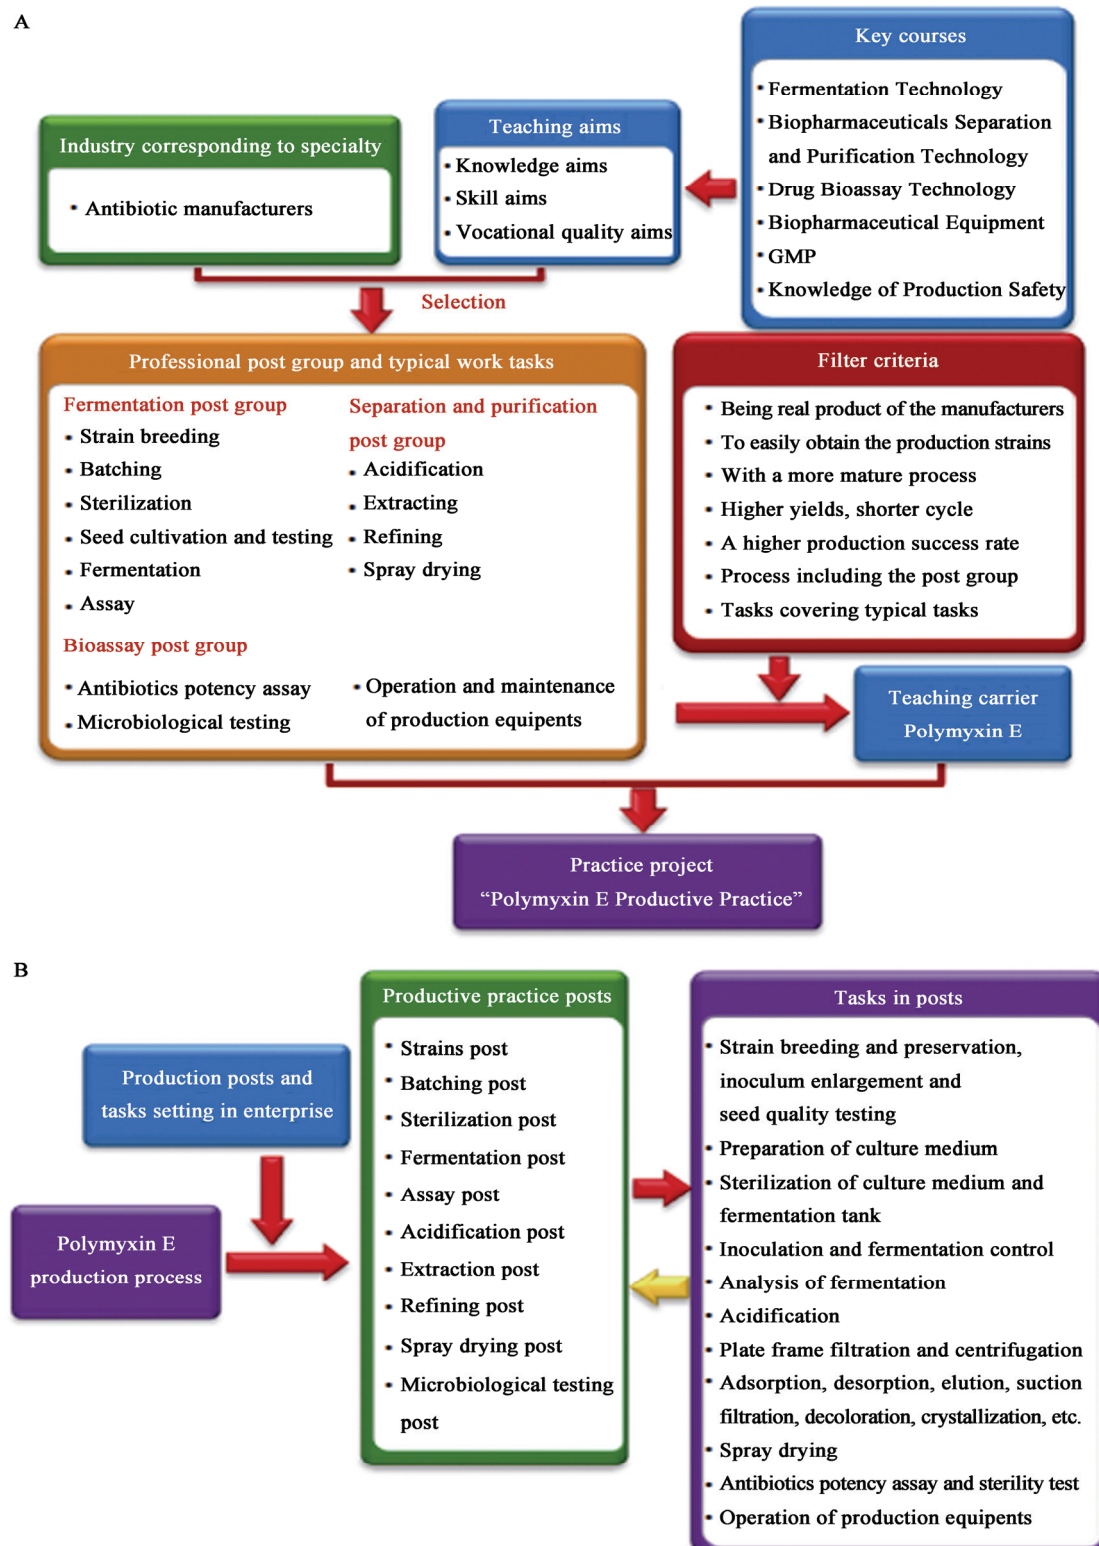 A
Key courses
• Fermentation Technology
• Biopharmaceuticals Separation
and Purification Technology
• Drug Bioassay Technology
• Biopharmaceutical Equipment
• GMP
• Knowledge of Production Safety
Teaching aims
• Knowledge aims
• Skill aims
• Vocational quality aims
Industry corresponding to specialty
• Antibiotic manufacturers
Selection
Professional post group and typical work tasks
Fermentation post group
• Strain breeding
• Batching
• Sterilization
• Seed cultivation and testing
• Fermentation
• Assay
Separation and purification
post group
• Acidification
• Extracting
• Refining
• Spray drying
Bioassay post group
• Antibiotics potency assay
• Microbiological testing
• Operation and maintenance
of production equipents
Filter criteria
• Being real product of the manufacturers
• To easily obtain the production strains
• With a more mature process
• Higher yields, shorter cycle
• A higher production success rate
• Process including the post group
• Tasks covering typical tasks
Teaching carrier
Polymyxin E
Practice project
“Polymyxin E Productive Practice”
B
Production posts and
tasks setting in enterprise
Polymyxin E
production process
Productive practice posts
• Strains post
• Batching post
• Sterilization post
• Fermentation post
• Assay post
• Acidification post
• Extraction post
• Refining post
• Spray drying post
• Microbiological testing
post
Tasks in posts
• Strain breeding and preservation,
inoculum enlargement and
seed quality testing
• Preparation of culture medium
• Sterilization of culture medium and
fermentation tank
• Inoculation and fermentation control
• Analysis of fermentation
• Acidification
• Plate frame filtration and centrifugation
• Adsorption, desorption, elution, suction
filtration, decoloration, crystallization, etc.
• Spray drying
• Antibiotics potency assay and sterility test
• Operation of production equipents